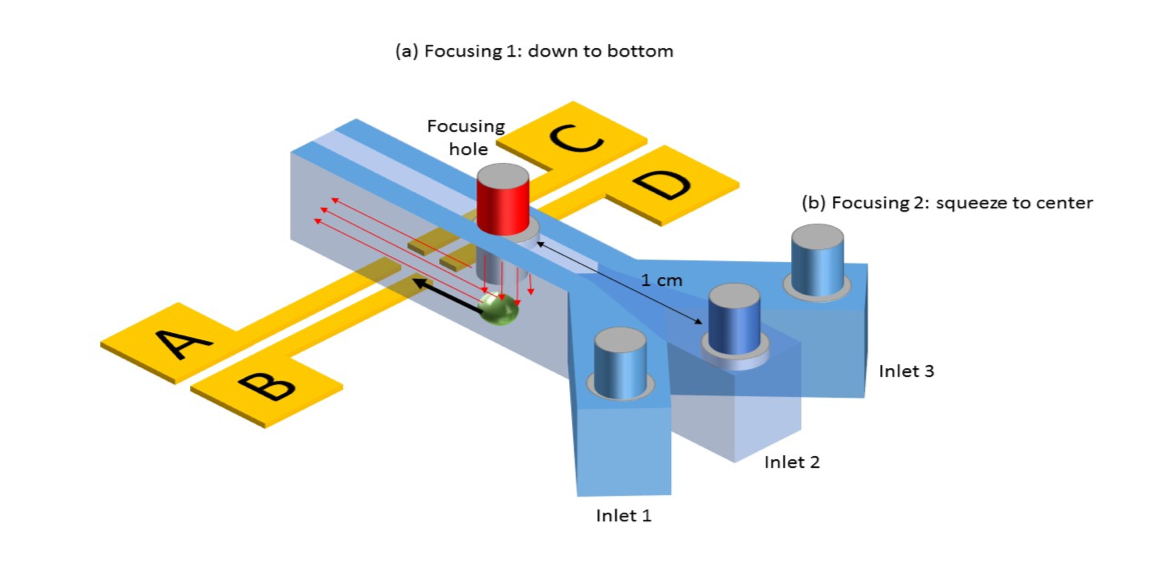 (a) Focusing 1: down to bottom
Focusing
hole
C
D
(b) Focusing 2: squeeze to center
1 cm
A
B
Inlet 3
Inlet 2
Inlet 1